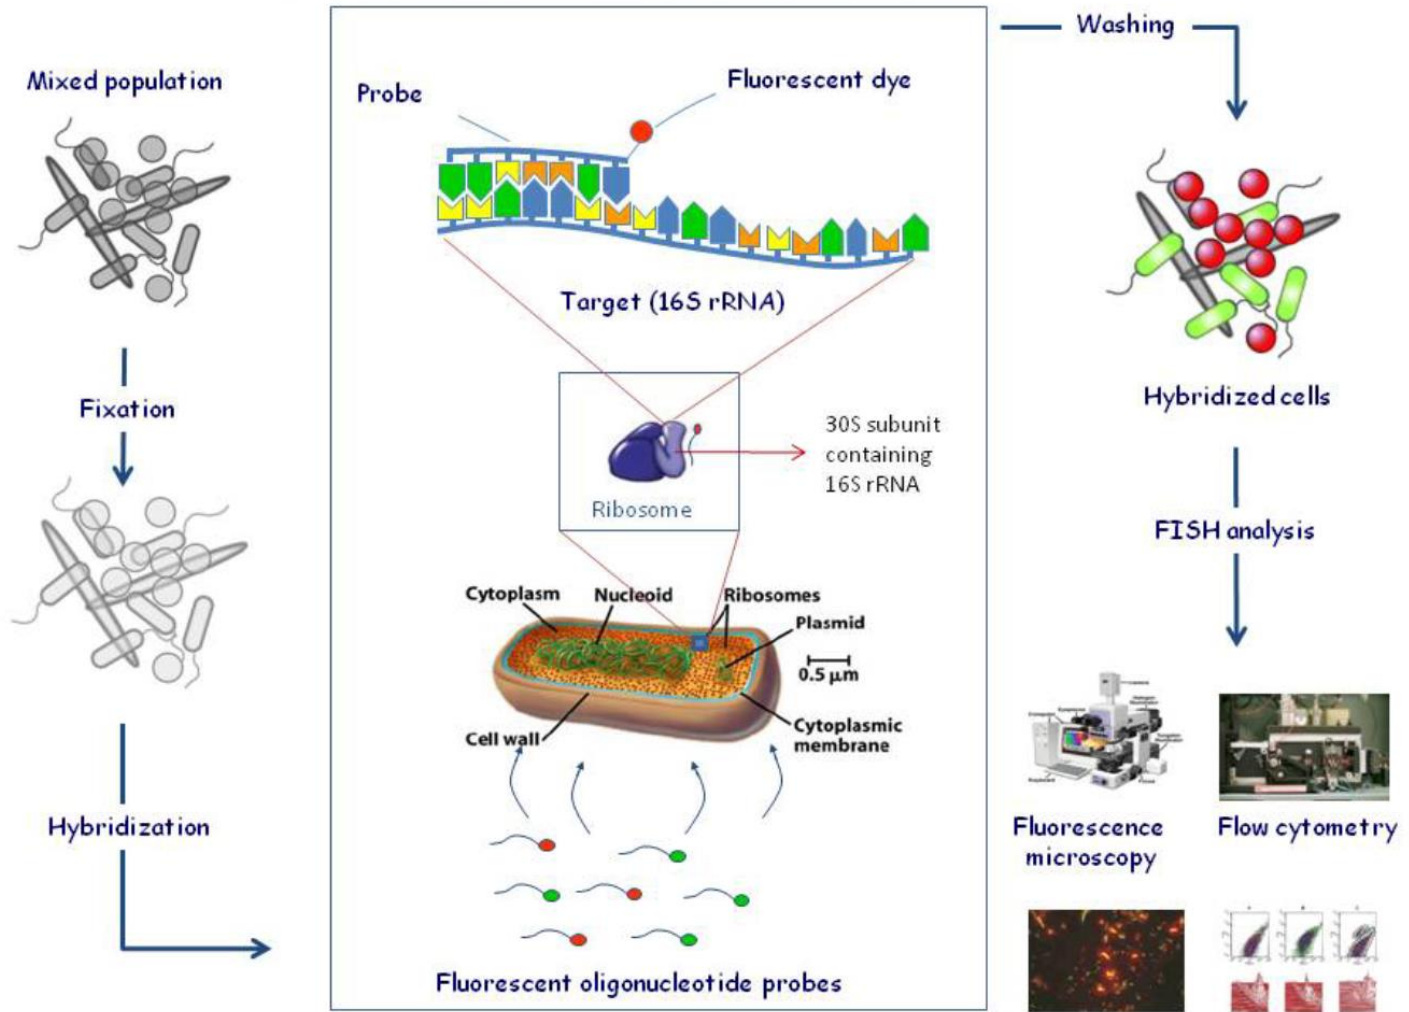 Mixed population
Fixation
Hybridization
Probe
Fluorescent dye
Target (16S rRNA)
30S subunit
containing
16S rRNA
Ribosome
Cytoplasm
Nucleoid
Ribosomes
Plasmid
0.5 μm
Cell wall
Cytoplasmic
membrane
Fluorescent oligonucleotide probes
Washing
Hybridized cells
FISH analysis
Fluorescence
microscopy
Flow cytometry